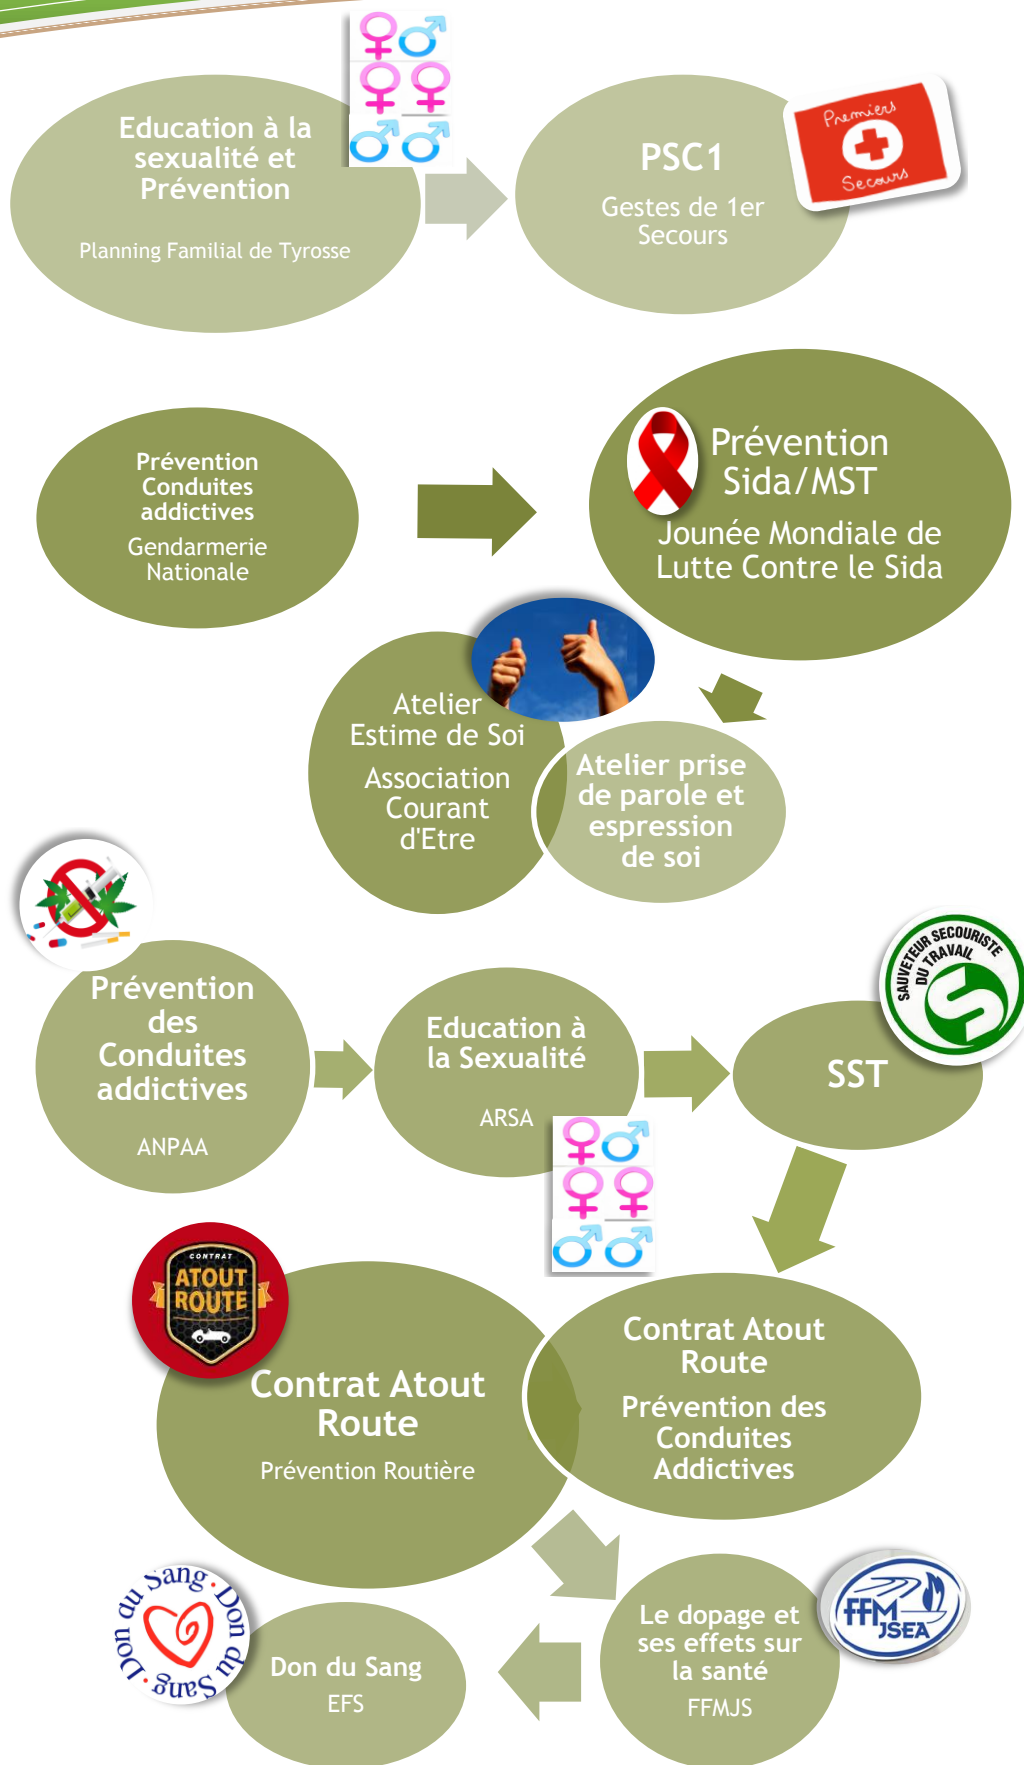 Education à la
sexualité et
Prévention
Planning Familial de Tyrosse
PSC1
Gestes de 1er
Secours
Premiers
Secours
Prévention
Conduites
addictives
Gendarmerie
Nationale
Prévention
Sida/MST
Jounée Mondiale de
Lutte Contre le Sida
Atelier
Estime de Soi
Association
Courant
d'Etre
Atelier prise
de parole et
espression
de soi
Prévention
des
Conduites
addictives
ANPAA
Education à
la Sexualité
ARSA
SST
SAUVETEUR SECOURISTE
DU TRAVAIL
CONTRAT
ATOUT
ROUTE
Contrat Atout
Route
Prévention Routière
Contrat Atout
Route
Prévention des
Conduites
Addictives
Le dopage et
ses effets sur
la santé
FFMJS
FFM
JSEA
Don du Sang
EFS
Don du Sang · Don du Sang ·